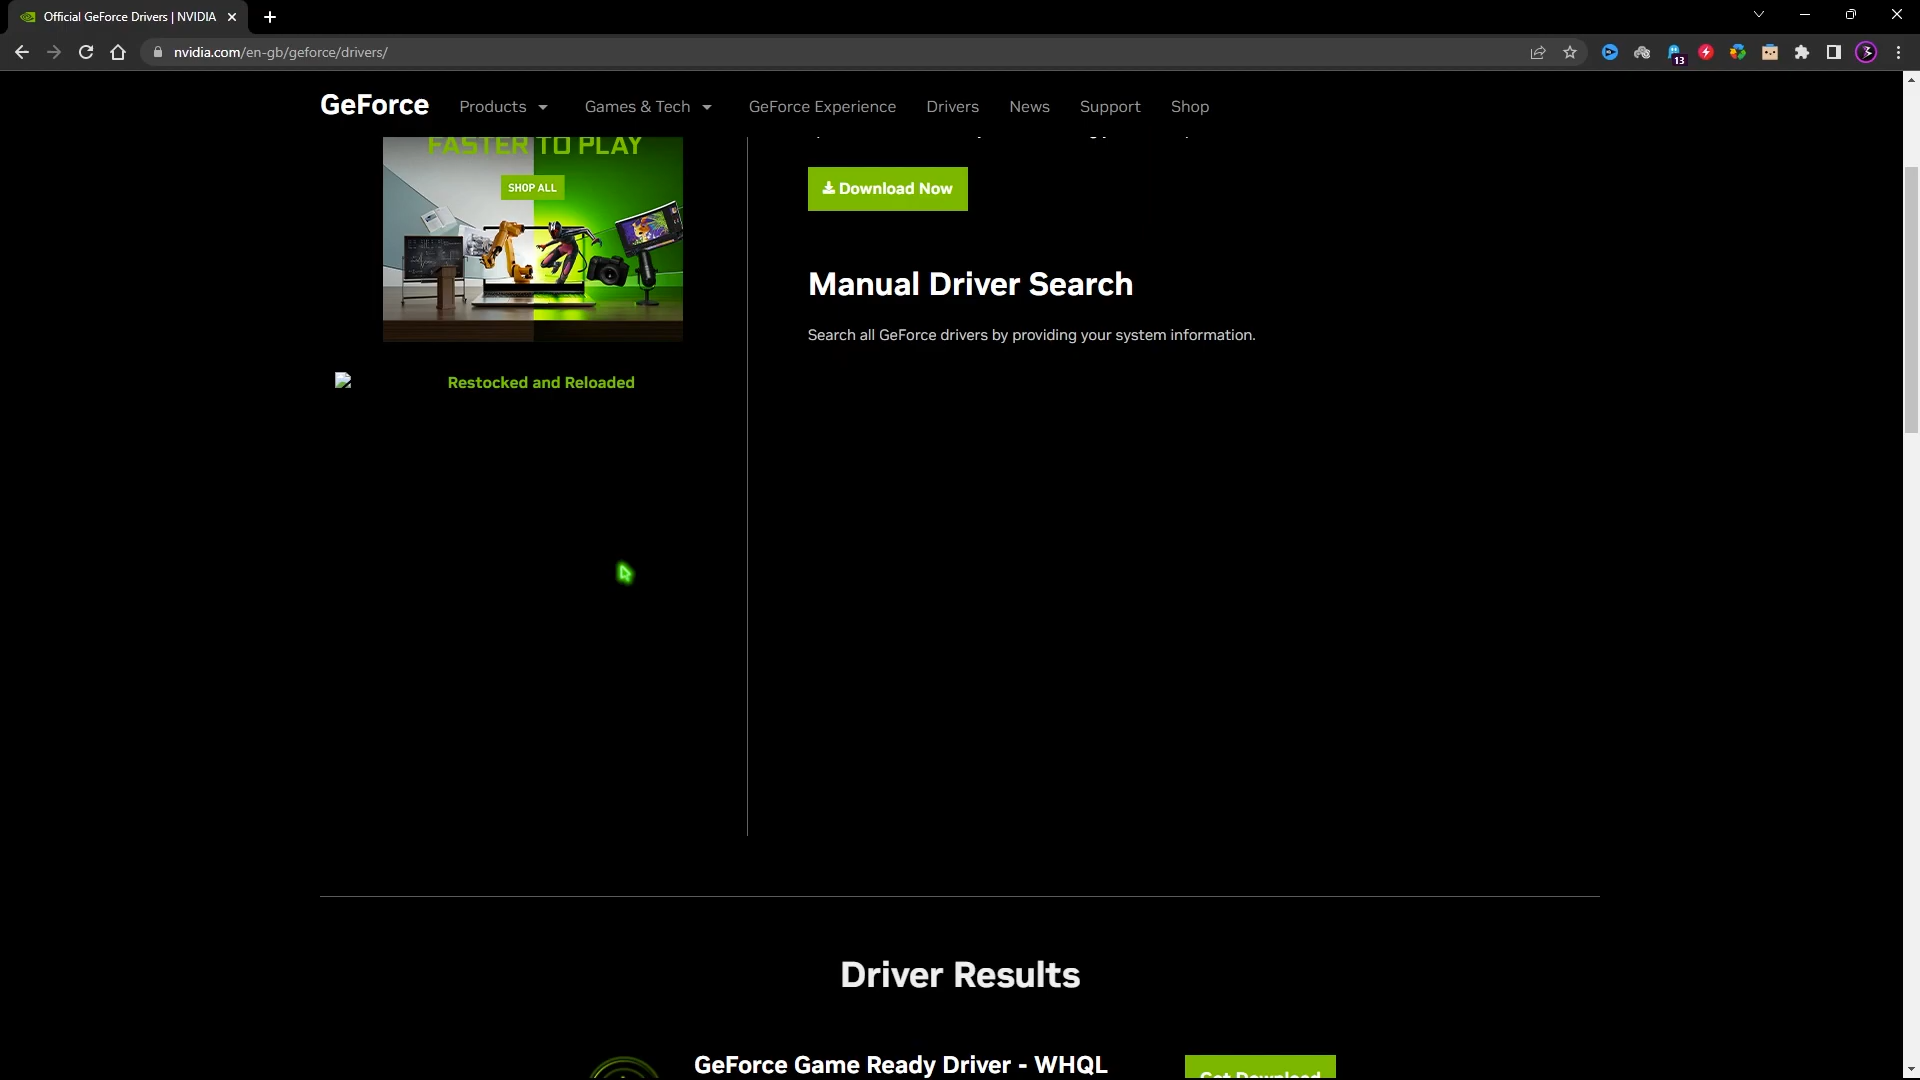 Official GeForce Drivers | NVIDIA
nvidia.com/en-gb/geforce/drivers/
13
GeForce
Products
Games & Tech
GeForce Experience
Drivers
News
Support
Shop
FASTER TO PLAY
SHOP ALL
Restocked and Reloaded
Download Now
Manual Driver Search
Search all GeForce drivers by providing your system information.
Driver Results
GeForce Game Ready Driver - WHQL
Get Download